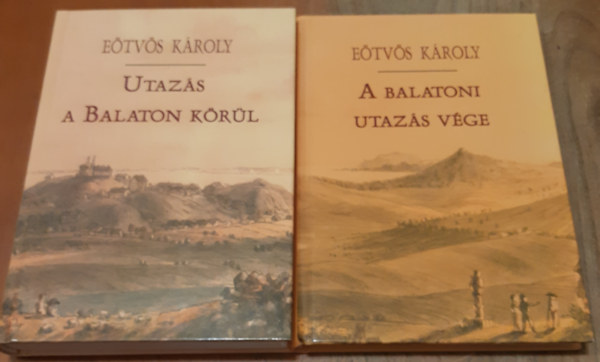 EÖTVÖS KÁROLY
UTAZÁS
A BALATON KÖRÜL
EÖTVÖS KÁROLY
A BALATONI
UTAZÁS VÉGE